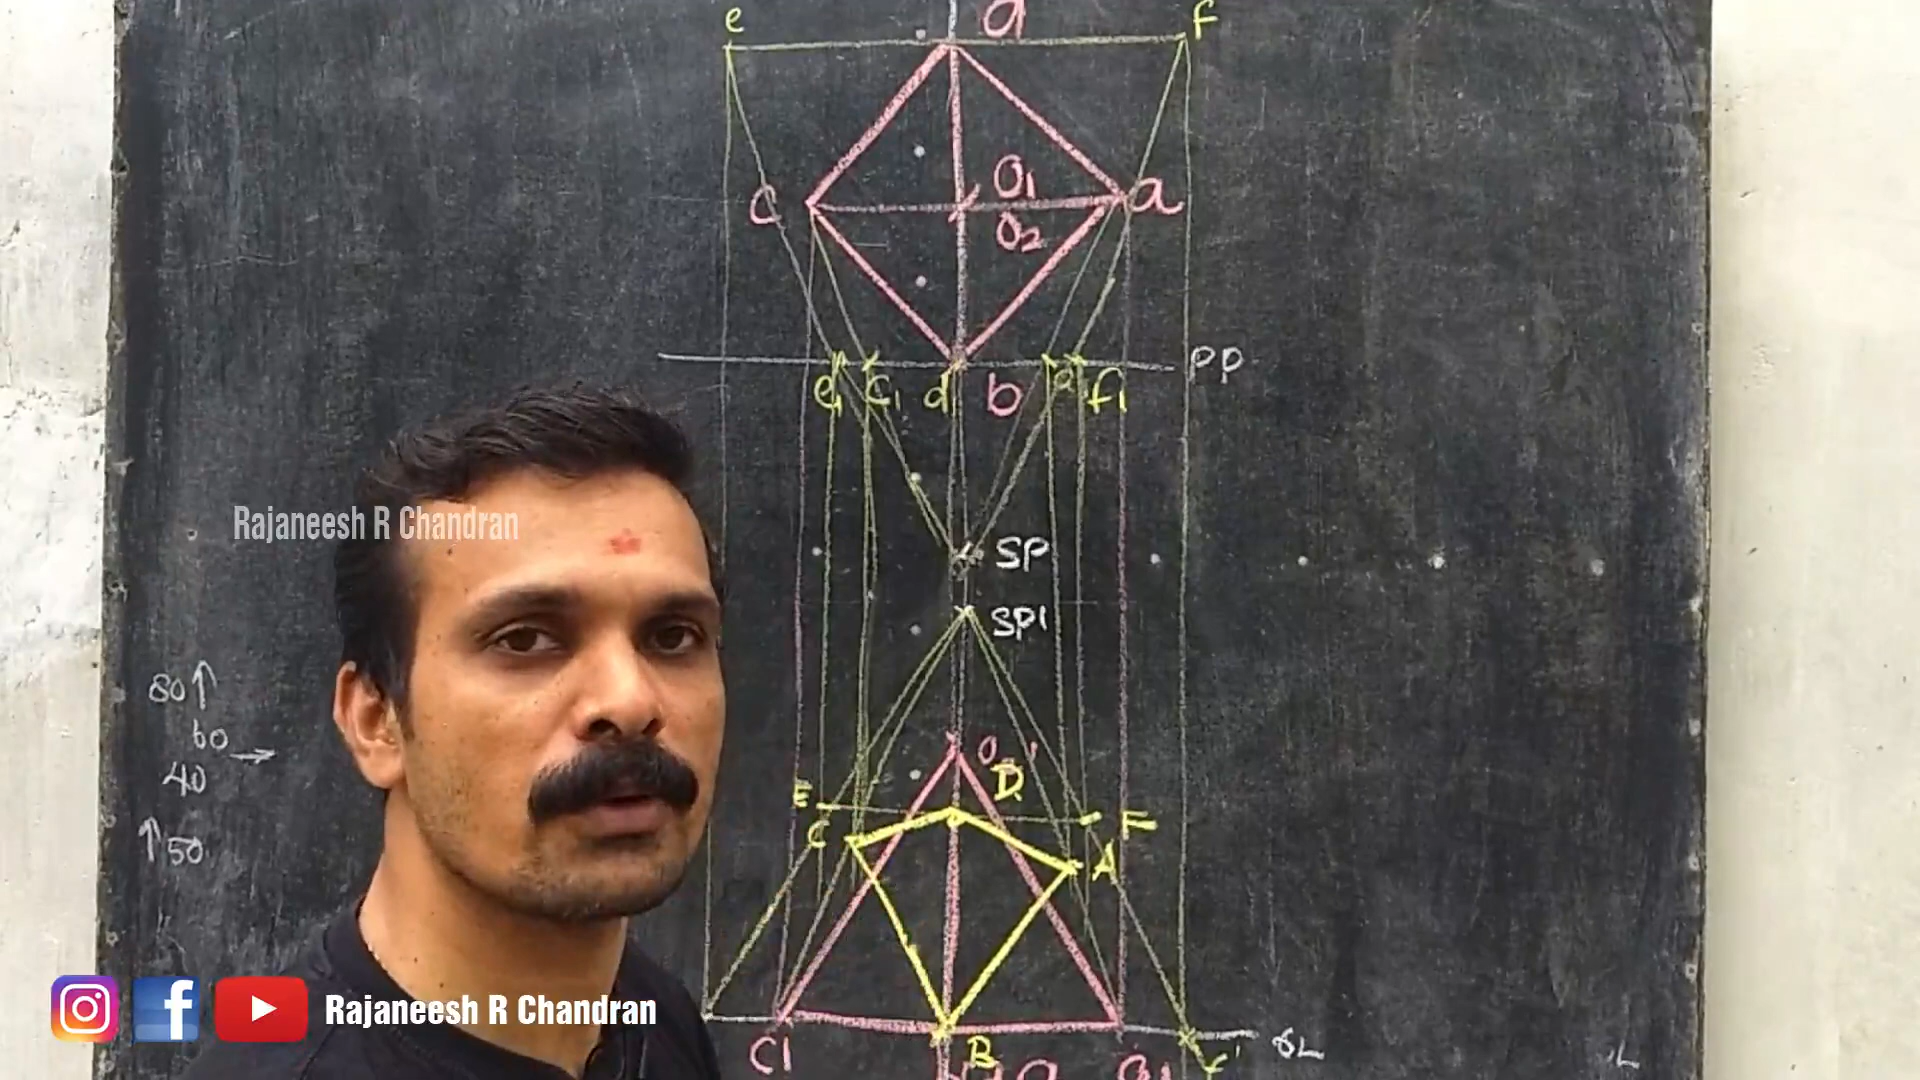 e d f
O1
c a
O2
PP
e1 c1 d b a1 f1
Rajaneesh R Chandran
SP
SP1
80↑
60
→
40
O'
D
E F
C A
↑50
Rajaneesh R Chandran
C1 B GL